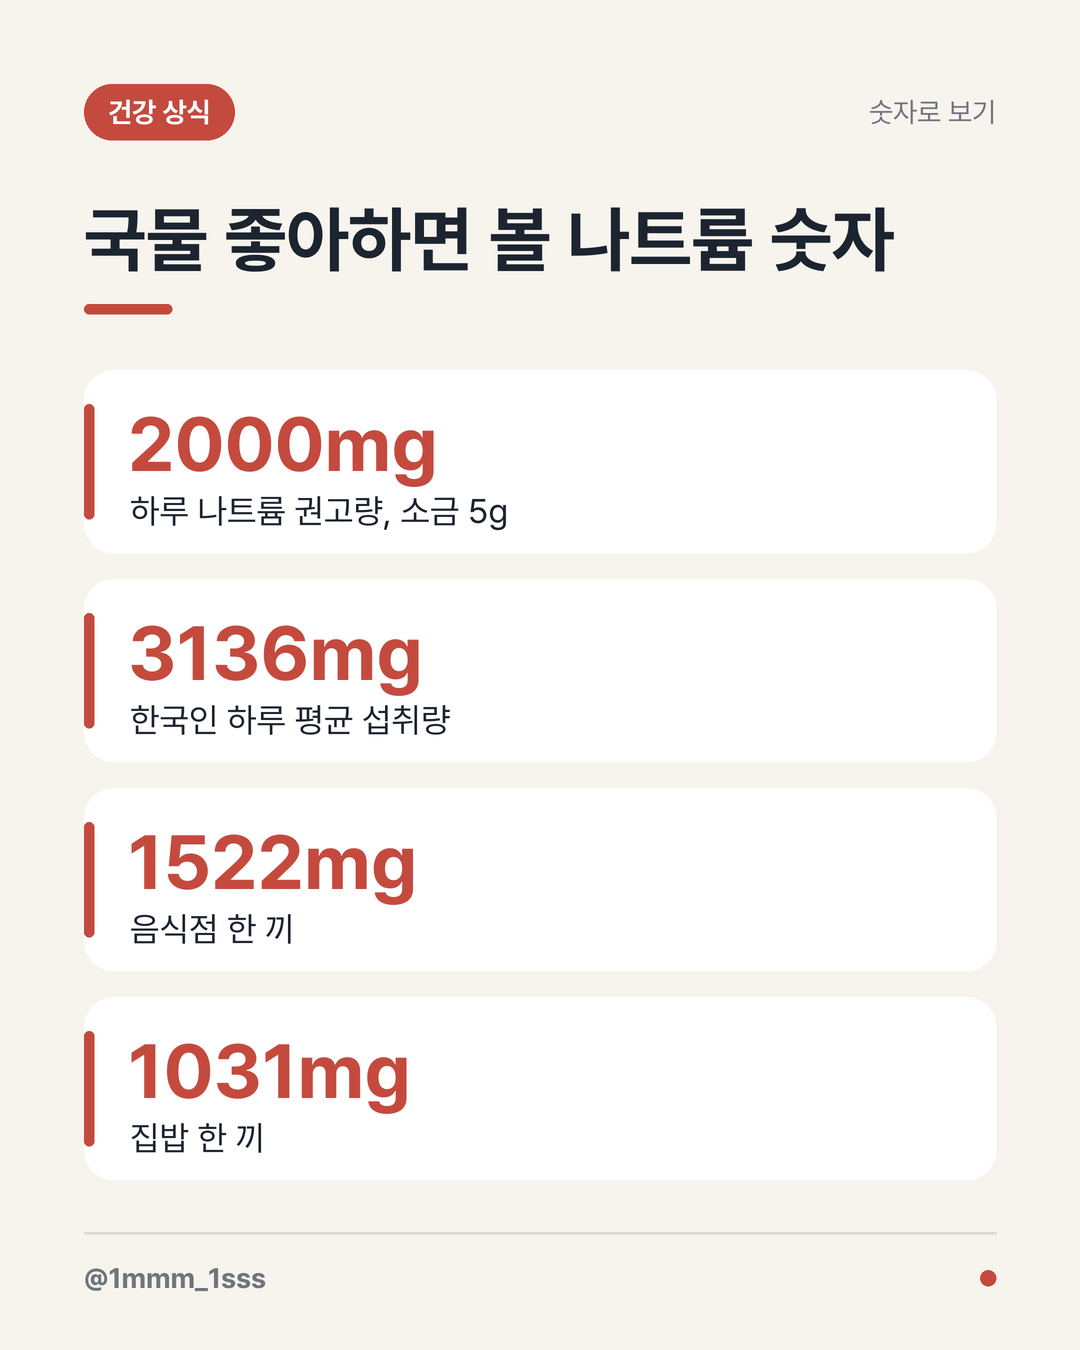 건강 상식
숫자로 보기
국물 좋아하면 볼 나트륨 숫자
2000mg
하루 나트륨 권고량, 소금 5g
3136mg
한국인 하루 평균 섭취량
1522mg
음식점 한 끼
1031mg
집밥 한 끼
@1mmm_1sss